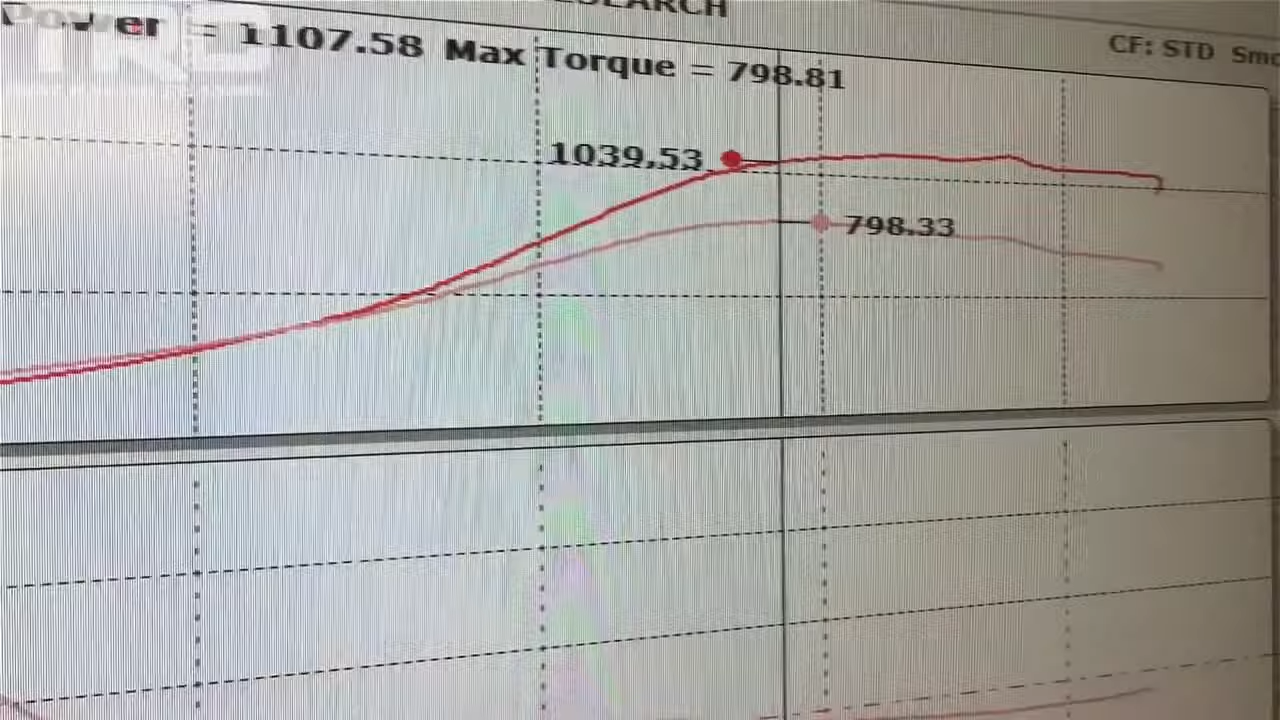 Power = 1107.58 Max Torque = 798.81
CF: STD
1039.53
798.33